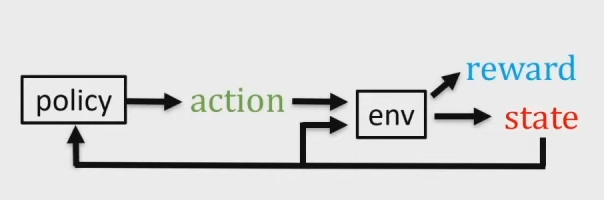 policy
action
env
reward
state